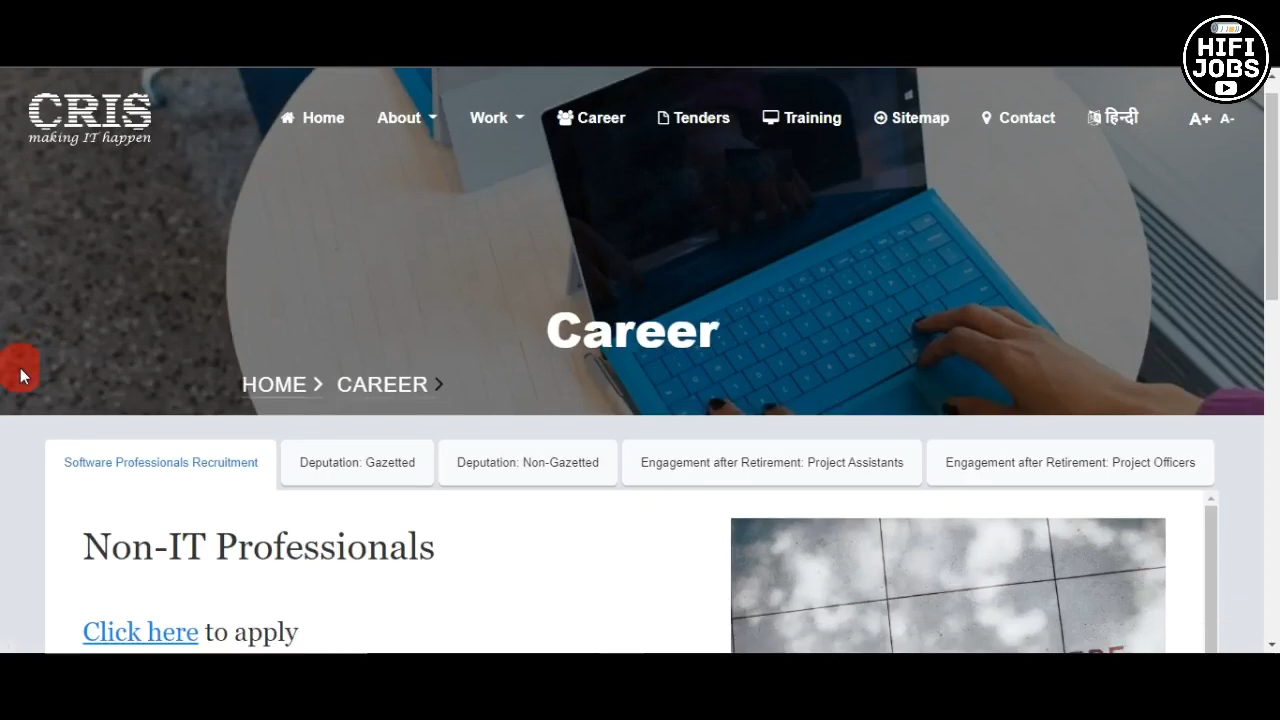 HIFI
JOBS
CRIS
making IT happen
Home
About
Work
Career
Tenders
Training
Sitemap
Contact
हिन्दी
A+ A-
Career
HOME
CAREER
Software Professionals Recruitment
Deputation: Gazetted
Deputation: Non-Gazetted
Engagement after Retirement: Project Assistants
Engagement after Retirement: Project Officers
Non-IT Professionals
Click here to apply